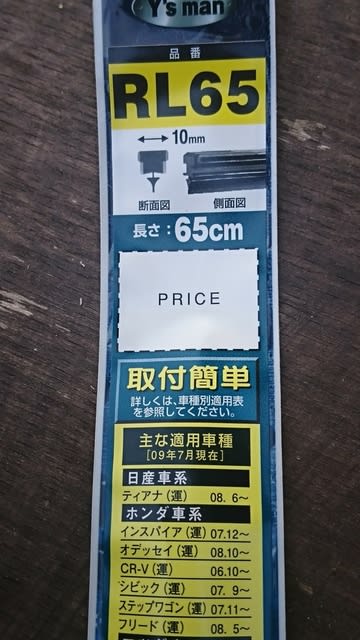 Y's man
品番
RL65
10mm
断面図 側面図
長さ：65cm
PRICE
取付簡単
詳しくは、車種別適用表
を参照してください。
主な適用車種
[09年7月現在]
日産車系
ティアナ（運） 08. 6～
ホンダ車系
インスパイア（運） 07.12～
オデッセイ（運） 08.10～
CR-V（運） 06.10～
シビック（運） 07. 9～
ステップワゴン（運） 07.11～
フリード（運） 08. 5～